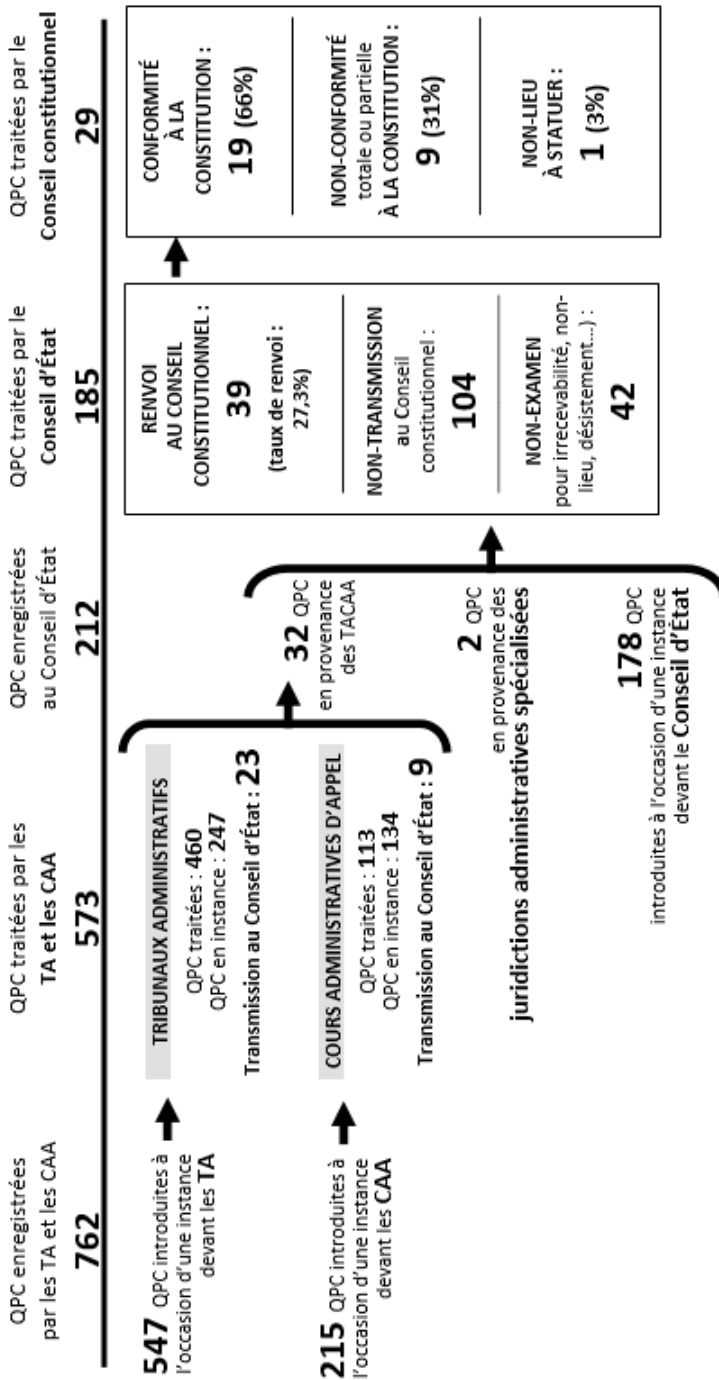 QPC enregistrées
par les TA et les CAA
762
QPC traitées par les
TA et les CAA
573
QPC enregistrées
au Conseil d'État
212
QPC traitées par le
Conseil d'État
185
QPC traitées par le
Conseil constitutionnel
29
547 QPC introduites à
l'occasion d'une instance
devant les TA
215 QPC introduites à
l'occasion d'une instance
devant les CAA
TRIBUNAUX ADMINISTRATIFS
QPC traitées : 460
QPC en instance : 247
Transmission au Conseil d'État : 23
COURS ADMINISTRATIVES D'APPEL
QPC traitées : 113
QPC en instance : 134
Transmission au Conseil d'État : 9
32 QPC
en provenance
des TACAA
2 QPC
en provenance des
juridictions administratives spécialisées
178 QPC
introduites à l'occasion d'une instance
devant le Conseil d'État
RENVOI
AU CONSEIL
CONSTITUTIONNEL :
39
(taux de renvoi :
27,3%)
NON-TRANSMISSION
au Conseil
constitutionnel :
104
NON-EXAMEN
pour irrecevabilité, non-
lieu, désistement...) :
42
CONFORMITÉ
À LA
CONSTITUTION :
19 (66%)
NON-CONFORMITÉ
totale ou partielle
À LA CONSTITUTION :
9 (31%)
NON-LIEU
À STATUER :
1 (3%)